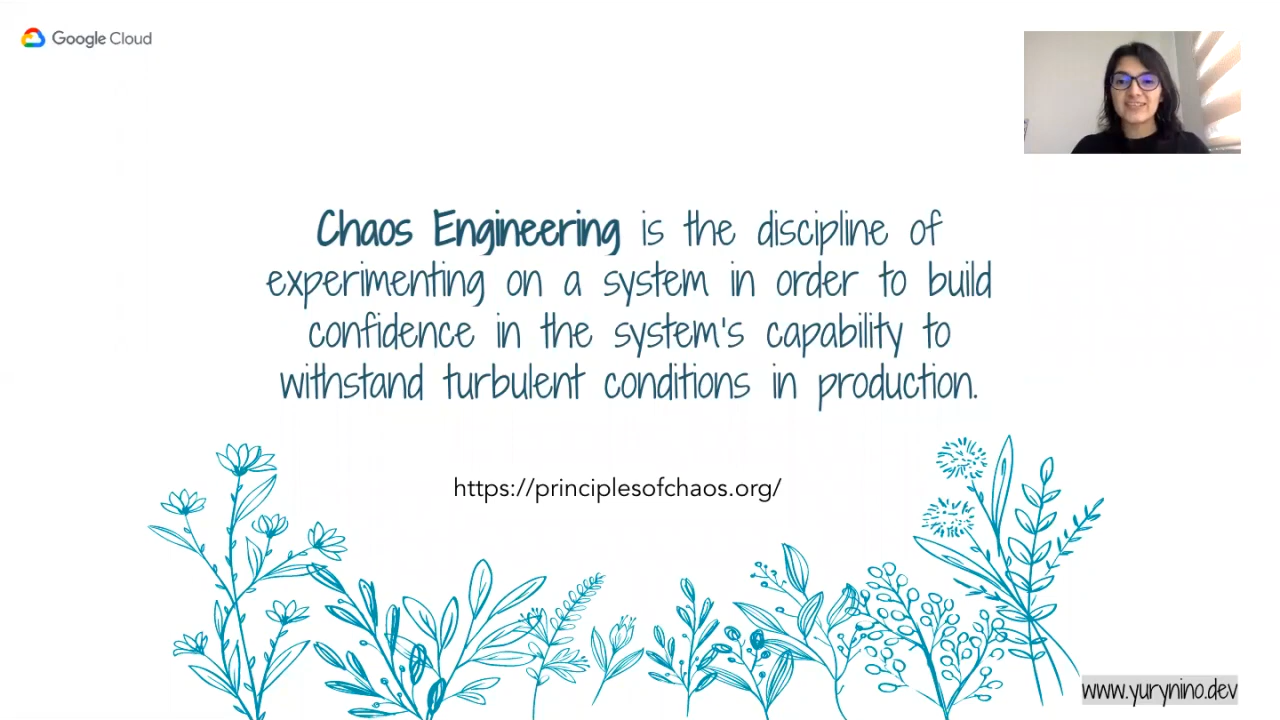 Google Cloud
Chaos Engineering is the discipline of
experimenting on a system in order to build
confidence in the system's capability to
withstand turbulent conditions in production.
https://principlesofchaos.org/
www.yurynino.dev